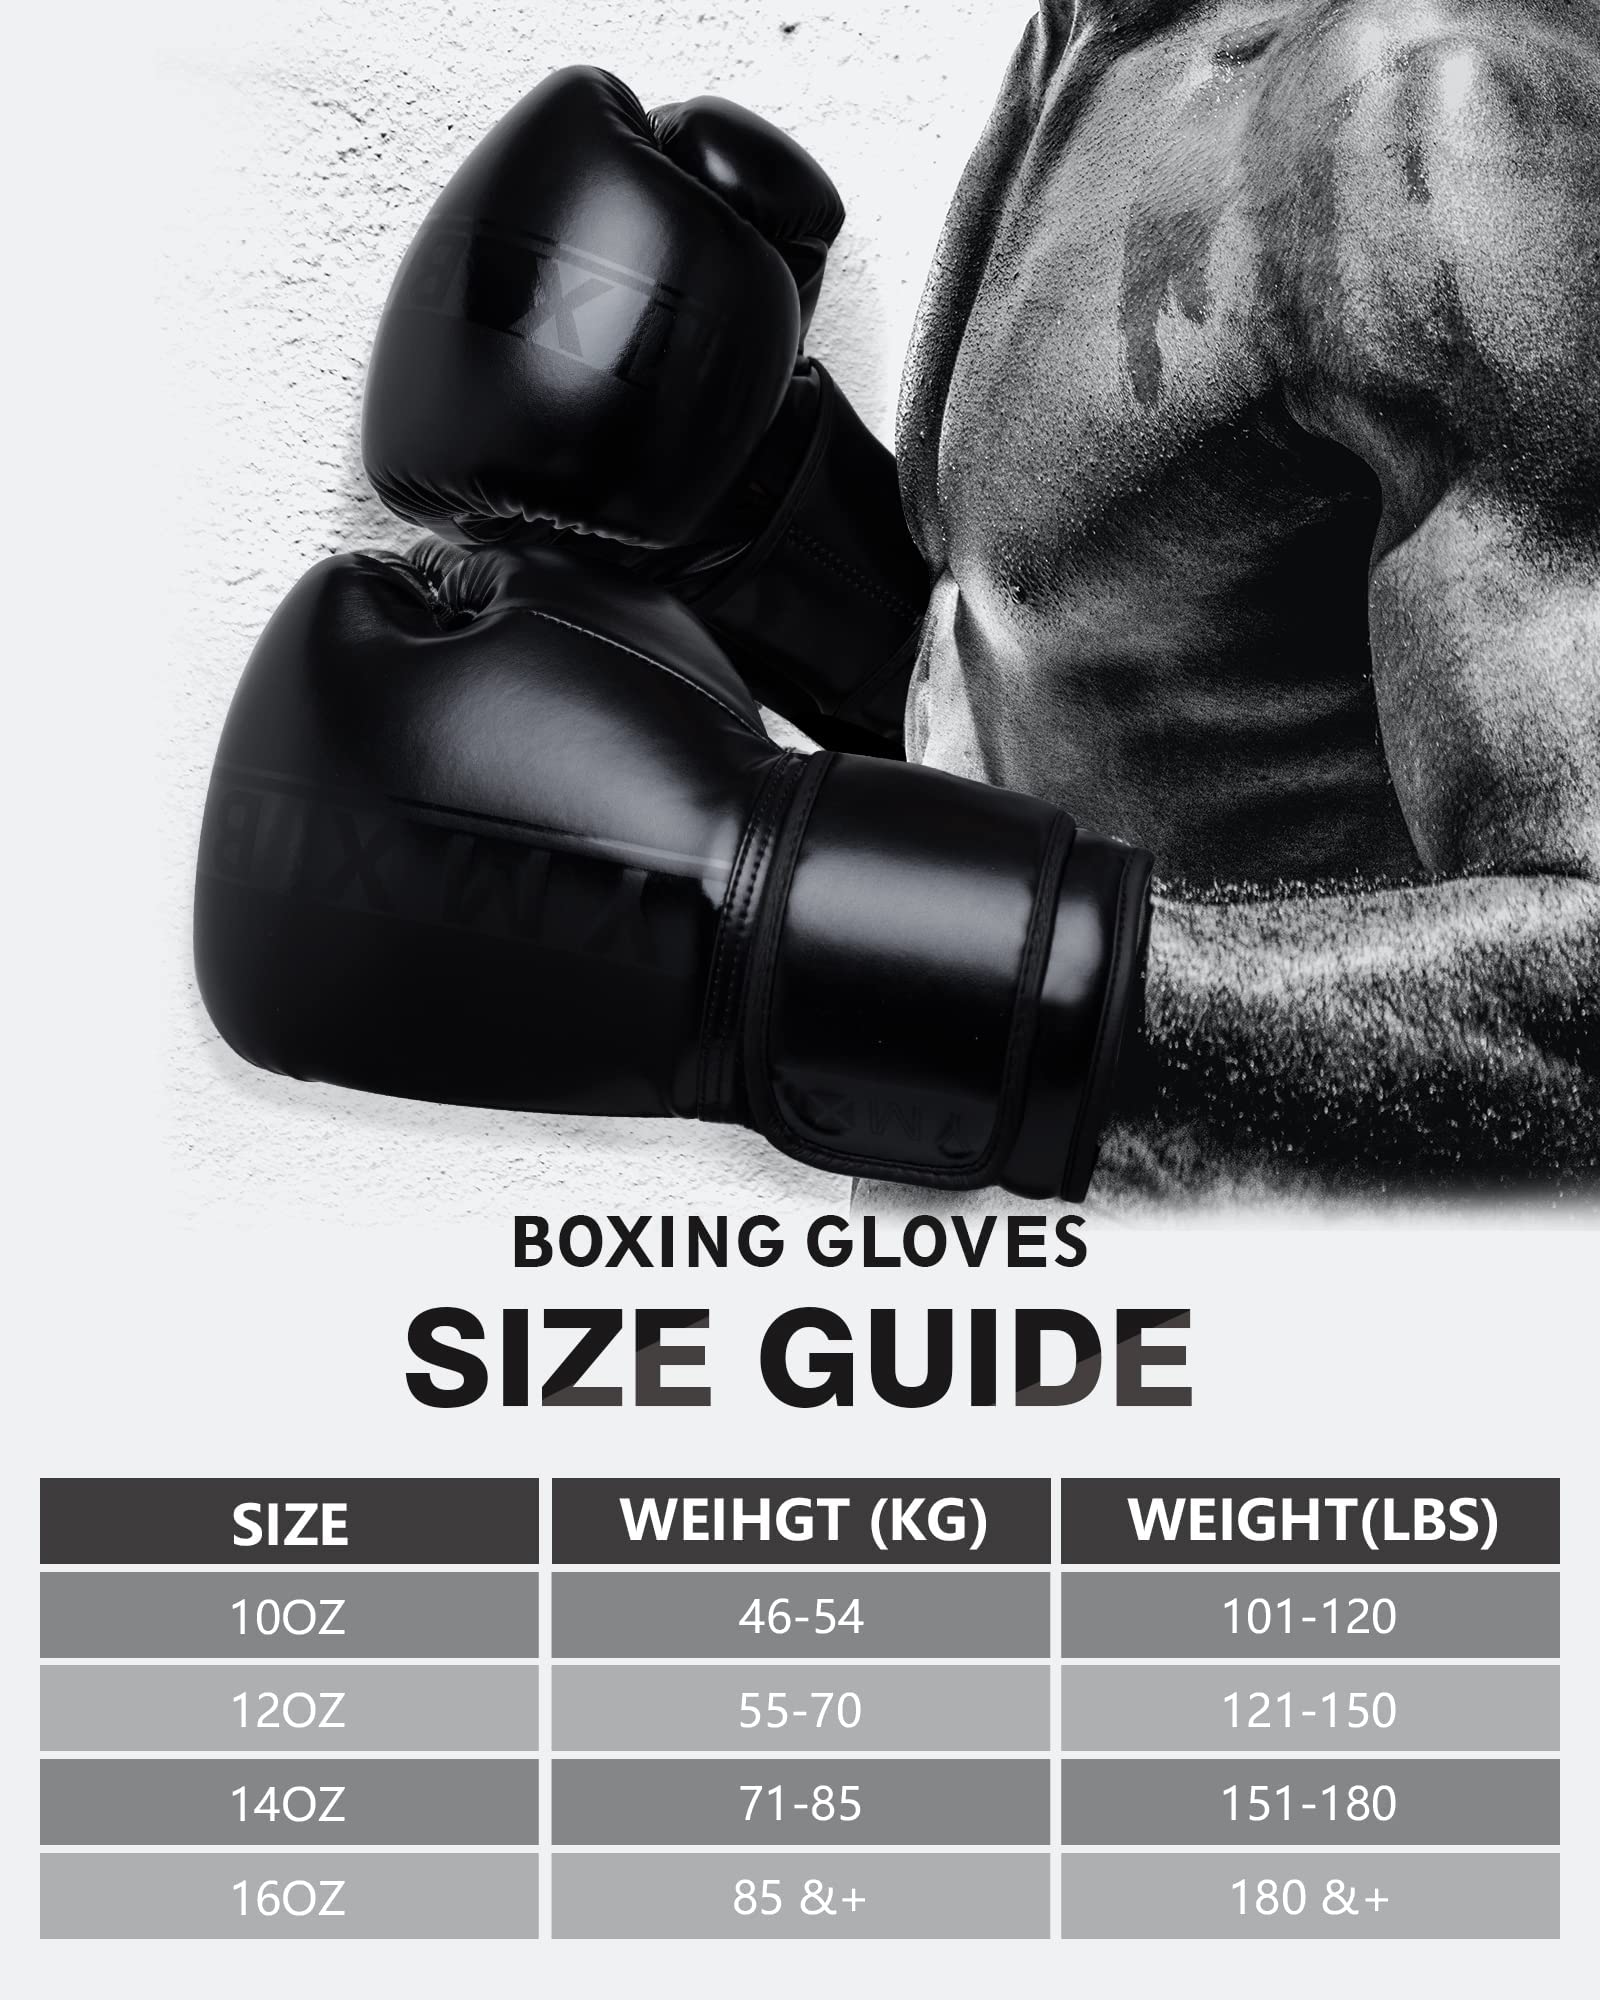 BOXING GLOVES
SIZE GUIDE
SIZE WEIHGT (KG) WEIGHT(LBS)
10OZ 46-54 101-120
12OZ 55-70 121-150
14OZ 71-85 151-180
16OZ 85 &+ 180 &+